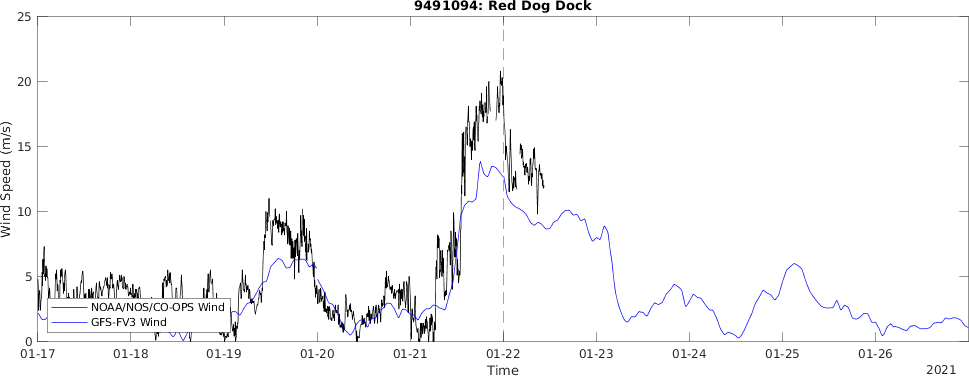 9491094: Red Dog Dock
25
20
15
10
5
0
Wind Speed (m/s)
NOAA/NOS/CO-OPS Wind
GFS-FV3 Wind
01-17 01-18 01-19 01-20 01-21 01-22 01-23 01-24 01-25 01-26
Time
2021